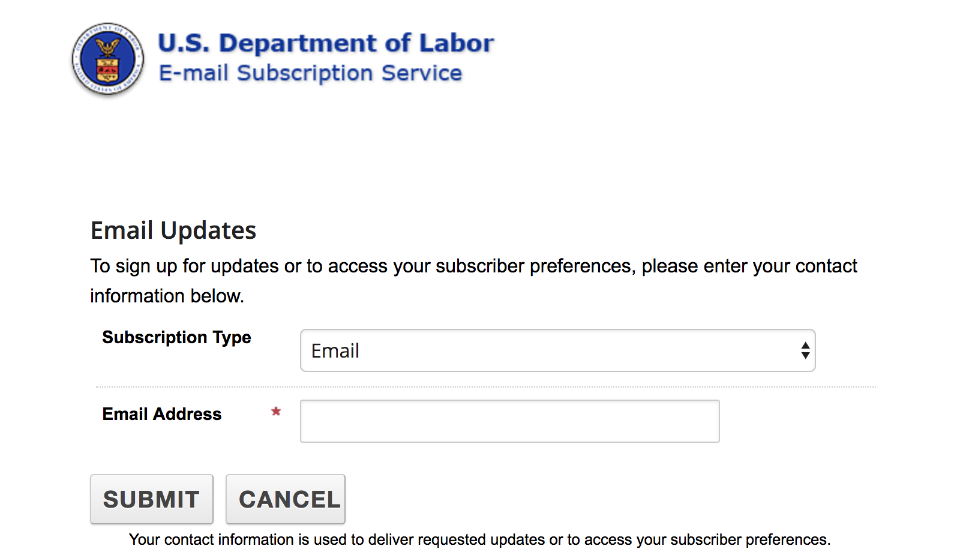 U.S. Department of Labor
E-mail Subscription Service
Email Updates
To sign up for updates or to access your subscriber preferences, please enter your contact
information below.
Subscription Type
Email
Email Address *
SUBMIT CANCEL
Your contact information is used to deliver requested updates or to access your subscriber preferences.